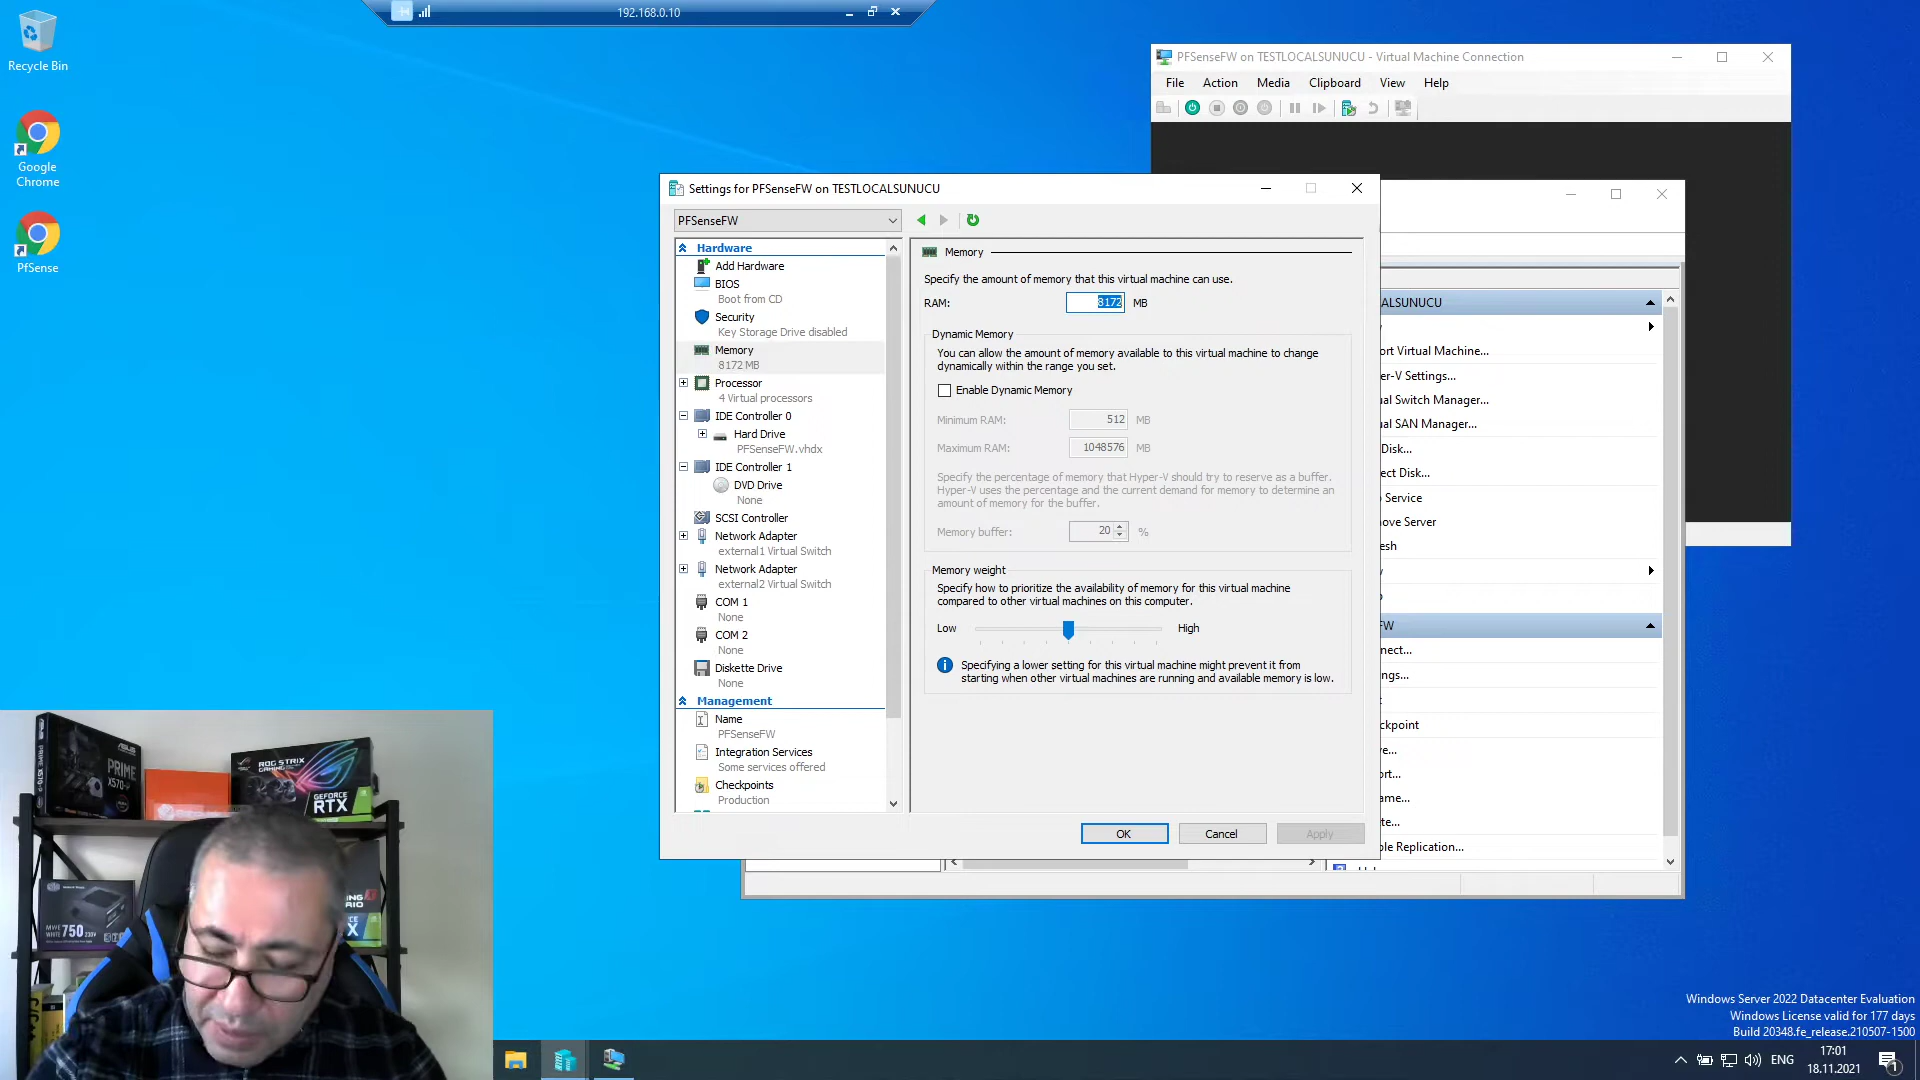 192.168.0.10
Recycle Bin
Google
Chrome
PfSense
PFSenseFW on TESTLOCALSUNUCU - Virtual Machine Connection
File Action Media Clipboard View Help
Settings for PFSenseFW on TESTLOCALSUNUCU
PFSenseFW
Hardware
Add Hardware
BIOS
Boot from CD
Security
Key Storage Drive disabled
Memory
8172 MB
Processor
4 Virtual processors
IDE Controller 0
Hard Drive
PFSenseFW.vhdx
IDE Controller 1
DVD Drive
None
SCSI Controller
Network Adapter
external1 Virtual Switch
Network Adapter
external2 Virtual Switch
COM 1
None
COM 2
None
Diskette Drive
None
Management
Name
PFSenseFW
Integration Services
Some services offered
Checkpoints
Production
Memory
Specify the amount of memory that this virtual machine can use.
RAM: 8172 MB
Dynamic Memory
You can allow the amount of memory available to this virtual machine to change
dynamically within the range you set.
Enable Dynamic Memory
Minimum RAM: 512 MB
Maximum RAM: 1048576 MB
Specify the percentage of memory that Hyper-V should try to reserve as a buffer.
Hyper-V uses the percentage and the current demand for memory to determine an
amount of memory for the buffer.
Memory buffer: 20 %
Memory weight
Specify how to prioritize the availability of memory for this virtual machine
compared to other virtual machines on this computer.
Low High
Specifying a lower setting for this virtual machine might prevent it from
starting when other virtual machines are running and available memory is low.
OK Cancel Apply
ALSUNUCU
ort Virtual Machine...
er-V Settings...
ual Switch Manager...
ual SAN Manager...
Disk...
ect Disk...
Service
ove Server
esh
FW
nect...
ngs...
t
ckpoint
e...
ort...
ame...
te...
ble Replication...
ASUS
PRIME
X570-P
ROG STRIX
GEFORCE
RTX
MWE
WHITE 750 230V
Windows Server 2022 Datacenter Evaluation
Windows License valid for 177 days
Build 20348.fe_release.210507-1500
ENG
17:01
18.11.2021
1